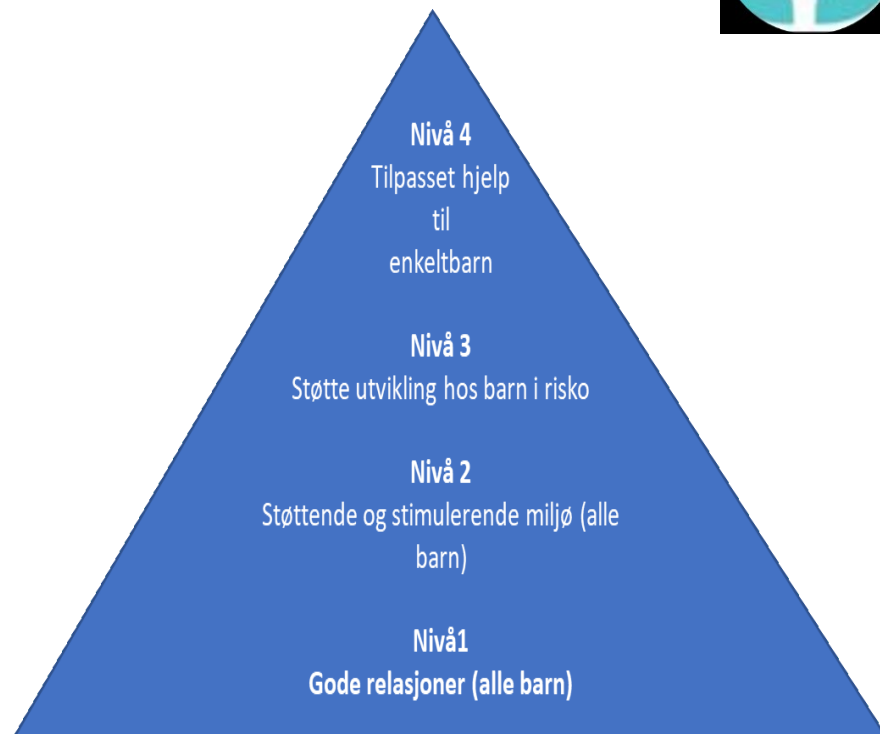 Nivå 4
Tilpasset hjelp
til
enkeltbarn
Nivå 3
Støtte utvikling hos barn i risko
Nivå 2
Støttende og stimulerende miljø (alle
barn)
Nivå1
Gode relasjoner (alle barn)